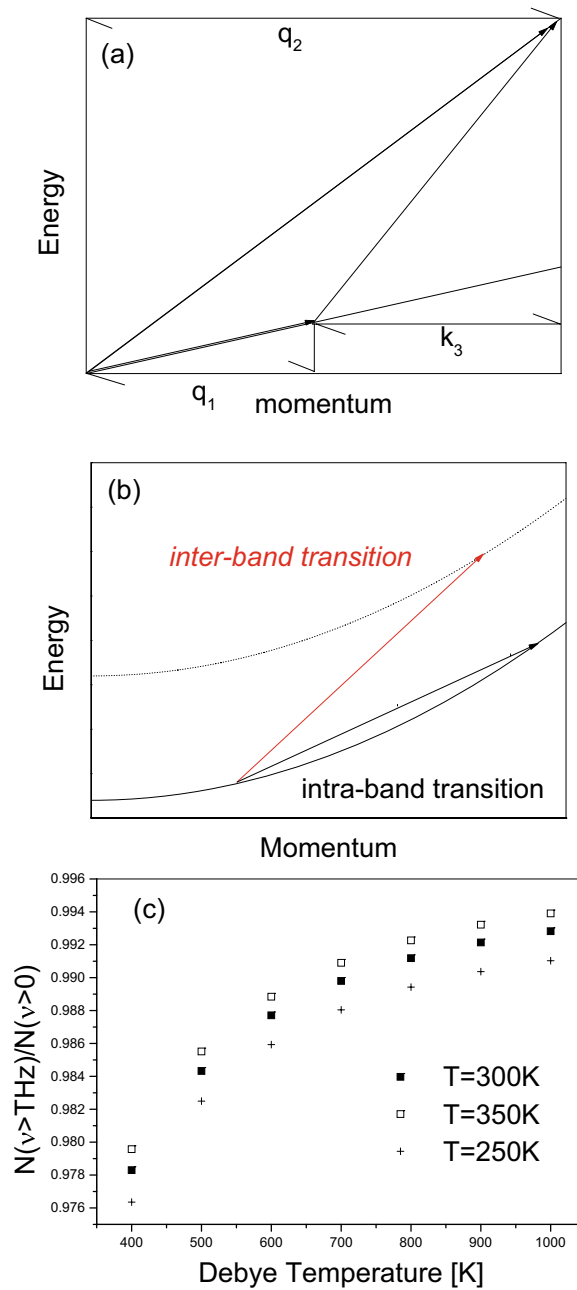 (a)
q2
Energy
k3
q1
momentum
(b)
inter-band transition
Energy
intra-band transition
Momentum
(c)
N(ν>THz)/N(ν>0)
0.996
0.994
0.992
0.990
0.988
0.986
0.984
0.982
0.980
0.978
0.976
T=300K
T=350K
T=250K
400 500 600 700 800 900 1000
Debye Temperature [K]